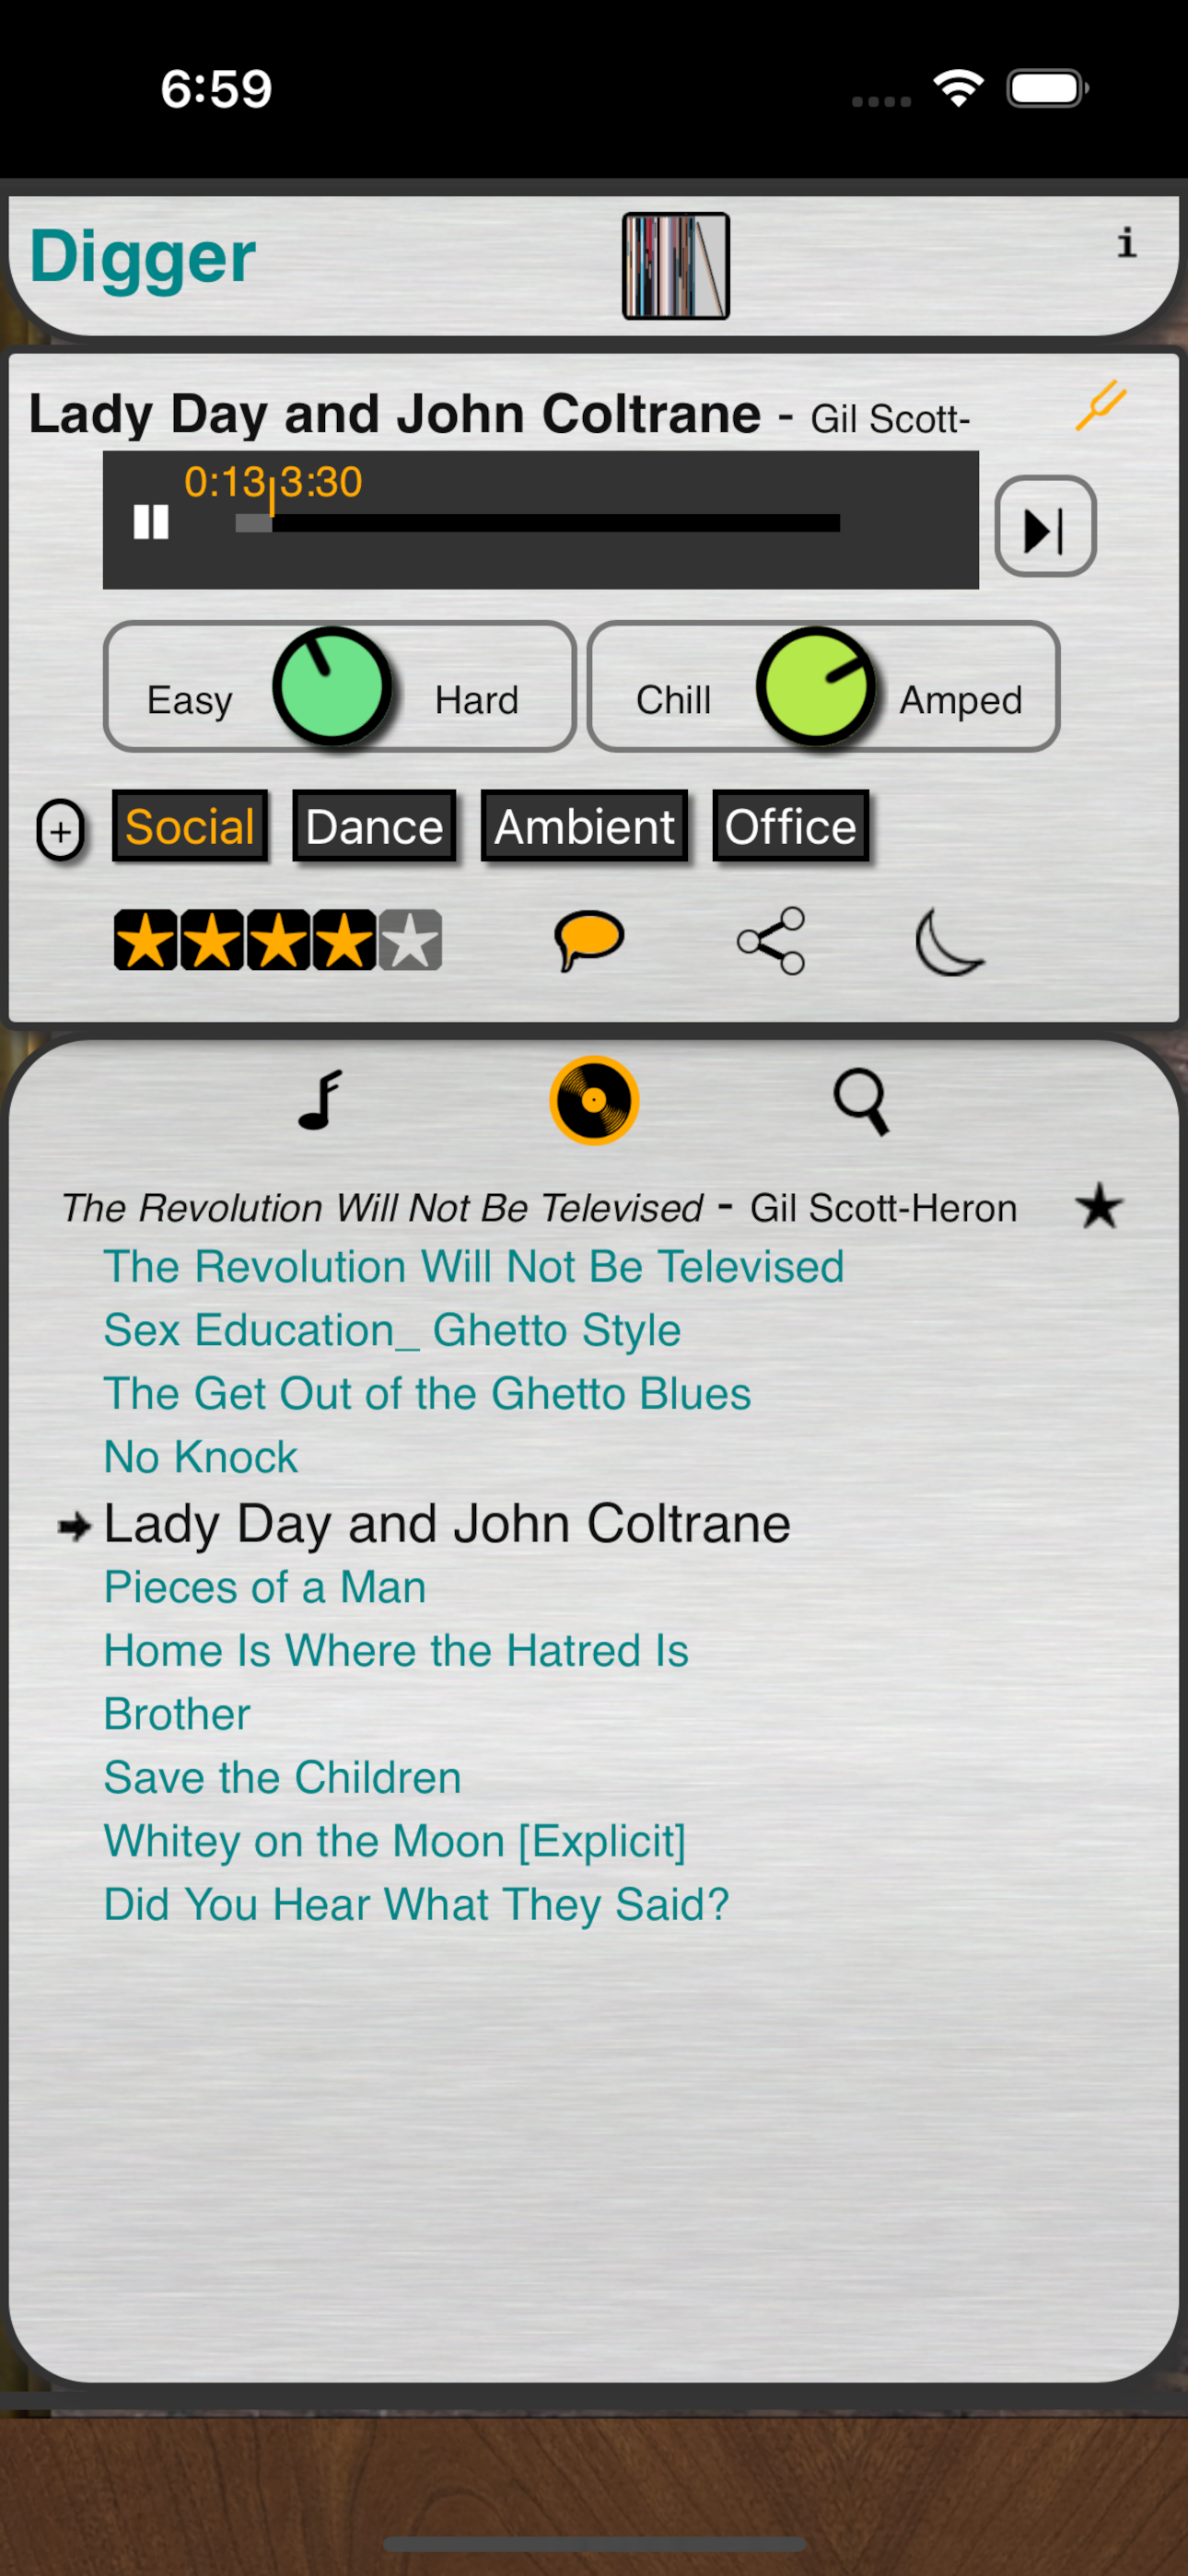 6:59
Digger
i
Lady Day and John Coltrane - Gil Scott-
0:13 3:30
Easy Hard Chill Amped
+ Social Dance Ambient Office
The Revolution Will Not Be Televised - Gil Scott-Heron
The Revolution Will Not Be Televised
Sex Education_ Ghetto Style
The Get Out of the Ghetto Blues
No Knock
Lady Day and John Coltrane
Pieces of a Man
Home Is Where the Hatred Is
Brother
Save the Children
Whitey on the Moon [Explicit]
Did You Hear What They Said?